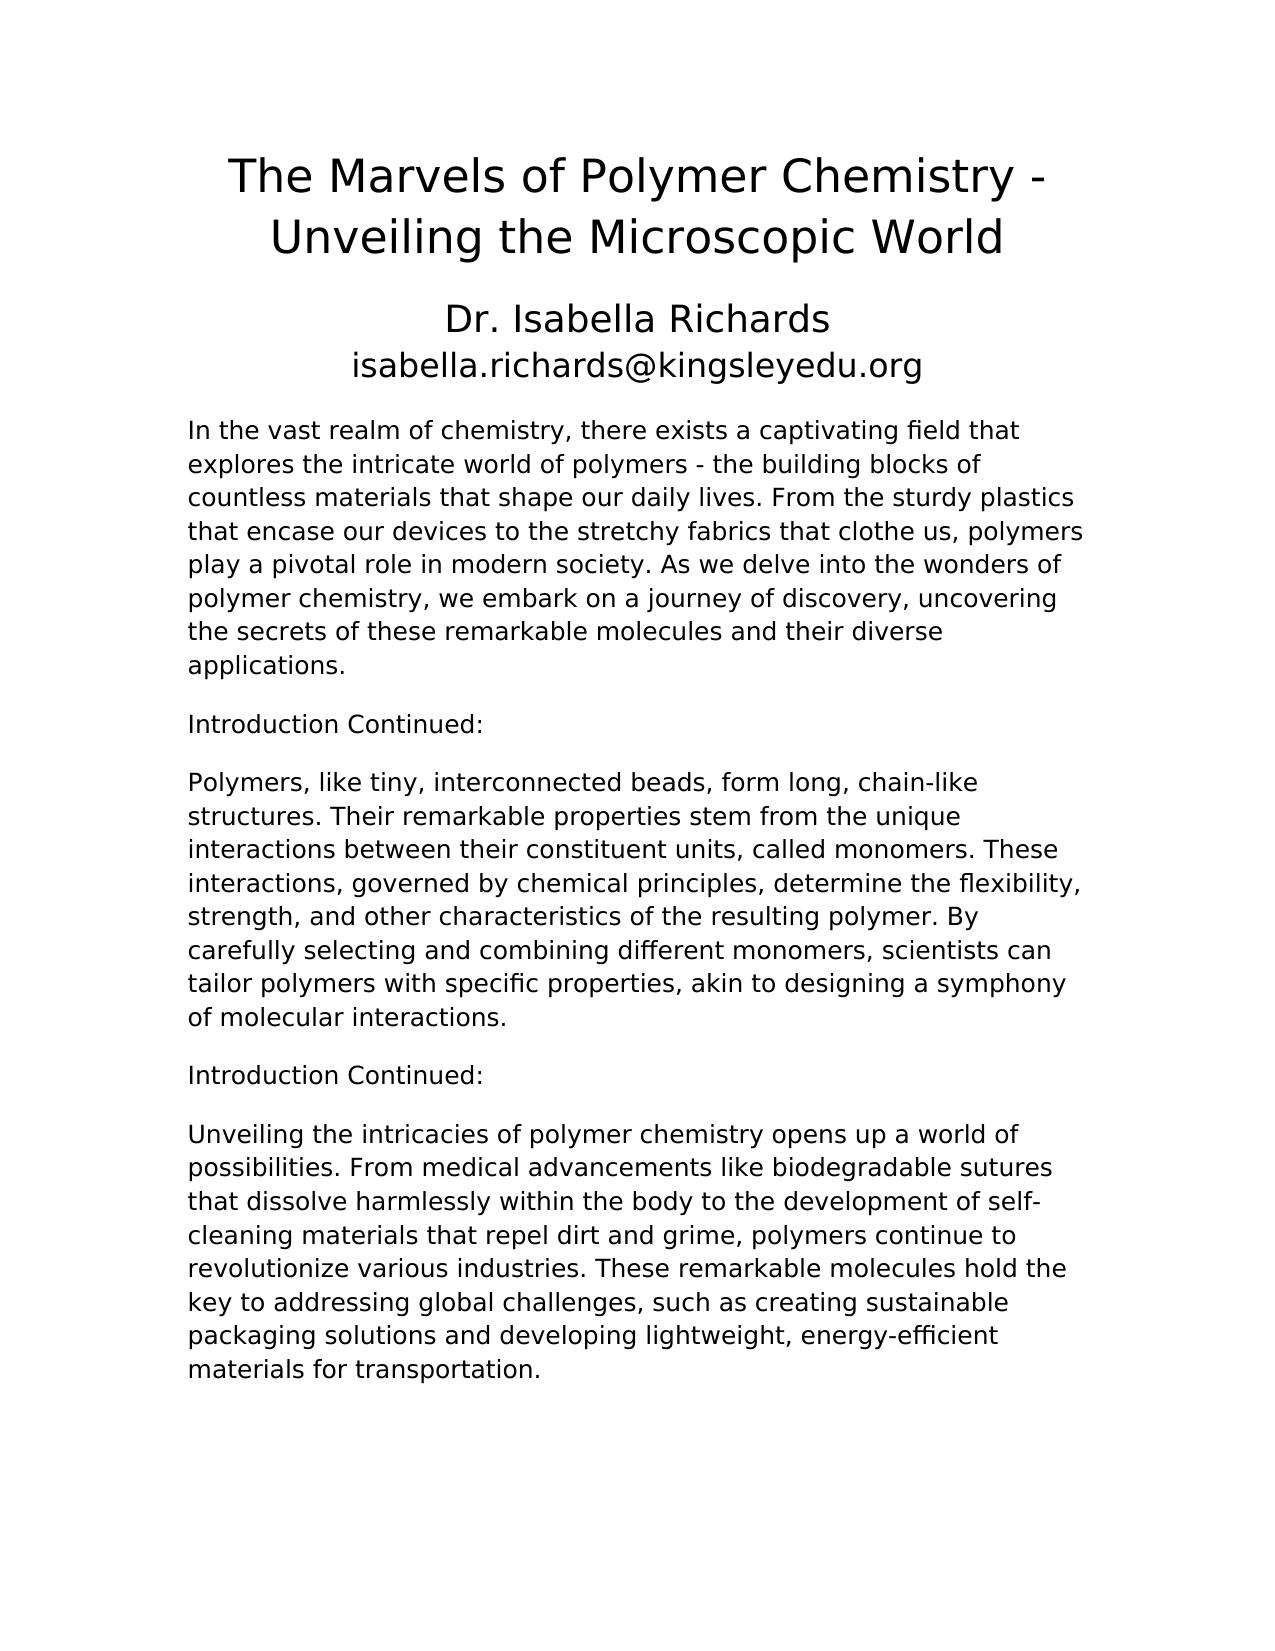 The Marvels of Polymer Chemistry -
Unveiling the Microscopic World
Dr. Isabella Richards
isabella.richards@kingsleyedu.org
In the vast realm of chemistry, there exists a captivating field that
explores the intricate world of polymers - the building blocks of
countless materials that shape our daily lives. From the sturdy plastics
that encase our devices to the stretchy fabrics that clothe us, polymers
play a pivotal role in modern society. As we delve into the wonders of
polymer chemistry, we embark on a journey of discovery, uncovering
the secrets of these remarkable molecules and their diverse
applications.
Introduction Continued:
Polymers, like tiny, interconnected beads, form long, chain-like
structures. Their remarkable properties stem from the unique
interactions between their constituent units, called monomers. These
interactions, governed by chemical principles, determine the flexibility,
strength, and other characteristics of the resulting polymer. By
carefully selecting and combining different monomers, scientists can
tailor polymers with specific properties, akin to designing a symphony
of molecular interactions.
Introduction Continued:
Unveiling the intricacies of polymer chemistry opens up a world of
possibilities. From medical advancements like biodegradable sutures
that dissolve harmlessly within the body to the development of self-
cleaning materials that repel dirt and grime, polymers continue to
revolutionize various industries. These remarkable molecules hold the
key to addressing global challenges, such as creating sustainable
packaging solutions and developing lightweight, energy-efficient
materials for transportation.